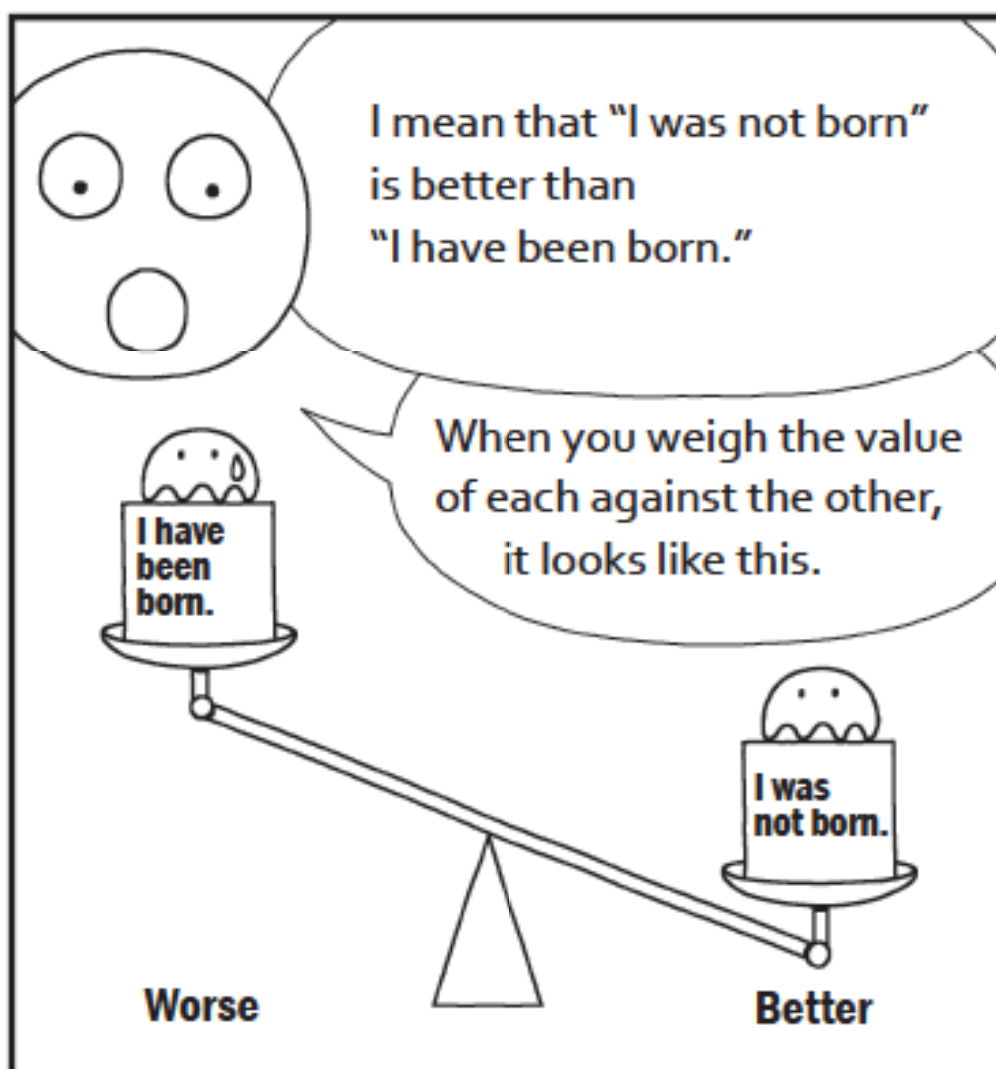 I mean that “I was not born”
is better than
“I have been born.”
When you weigh the value
of each against the other,
it looks like this.
I have
been
born.
I was
not born.
Worse
Better